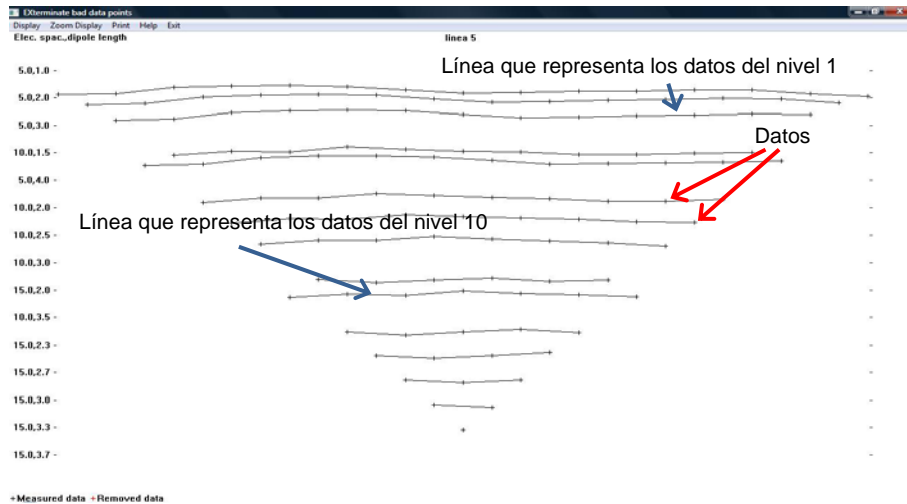 EXterminate bad data points
Display Zoom Display Print Help Exit
Elec. spac.,dipole length
linea 5
Línea que representa los datos del nivel 1
5.0,1.0 -
5.0,2.0 -
5.0,3.0 -
Datos
10.0,1.5 -
5.0,4.0 -
10.0,2.0 -
Línea que representa los datos del nivel 10
10.0,2.5 -
10.0,3.0 -
15.0,2.0 -
10.0,3.5 -
15.0,2.3 -
15.0,2.7 -
15.0,3.0 -
15.0,3.3 -
15.0,3.7 -
+Measured data +Removed data